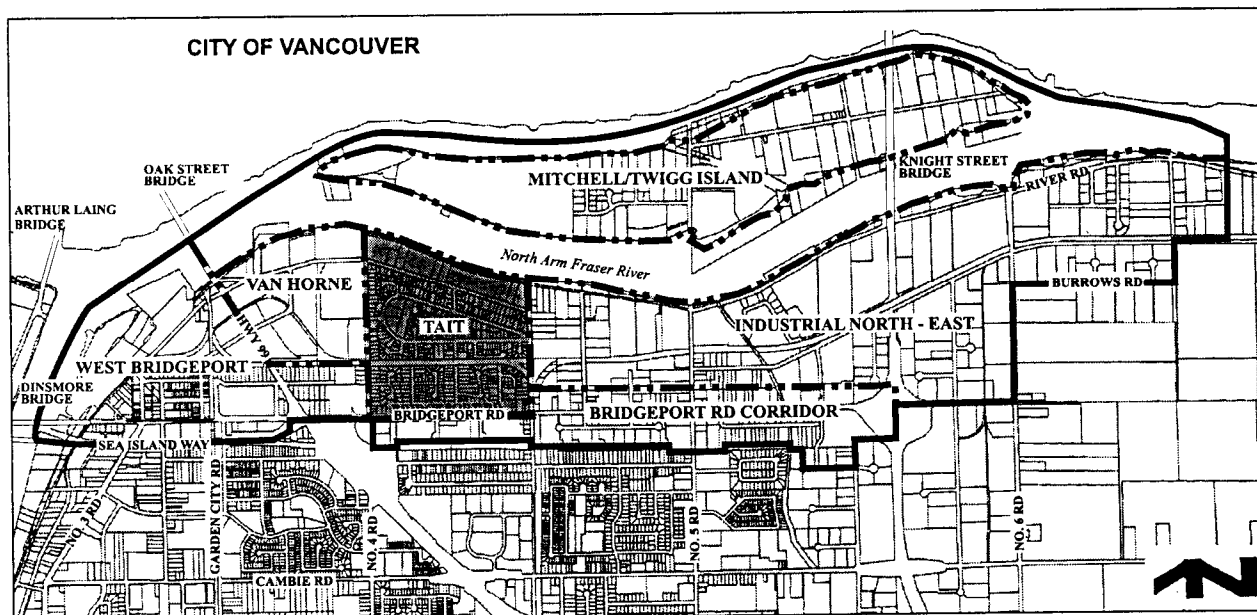 CITY OF VANCOUVER
OAK STREET
BRIDGE
ARTHUR LAING
BRIDGE
MITCHELL/TWIGG ISLAND
KNIGHT STREET
BRIDGE
RIVER RD
North Arm Fraser River
VAN HORNE
HWY 99
TAIT
INDUSTRIAL NORTH - EAST
BURROWS RD
WEST BRIDGEPORT
DINSMORE
BRIDGE
BRIDGEPORT RD
BRIDGEPORT RD CORRIDOR
SEA ISLAND WAY
NO. 3 RD
GARDEN CITY RD
NO. 4 RD
NO. 5 RD
NO. 6 RD
CAMBIE RD
N